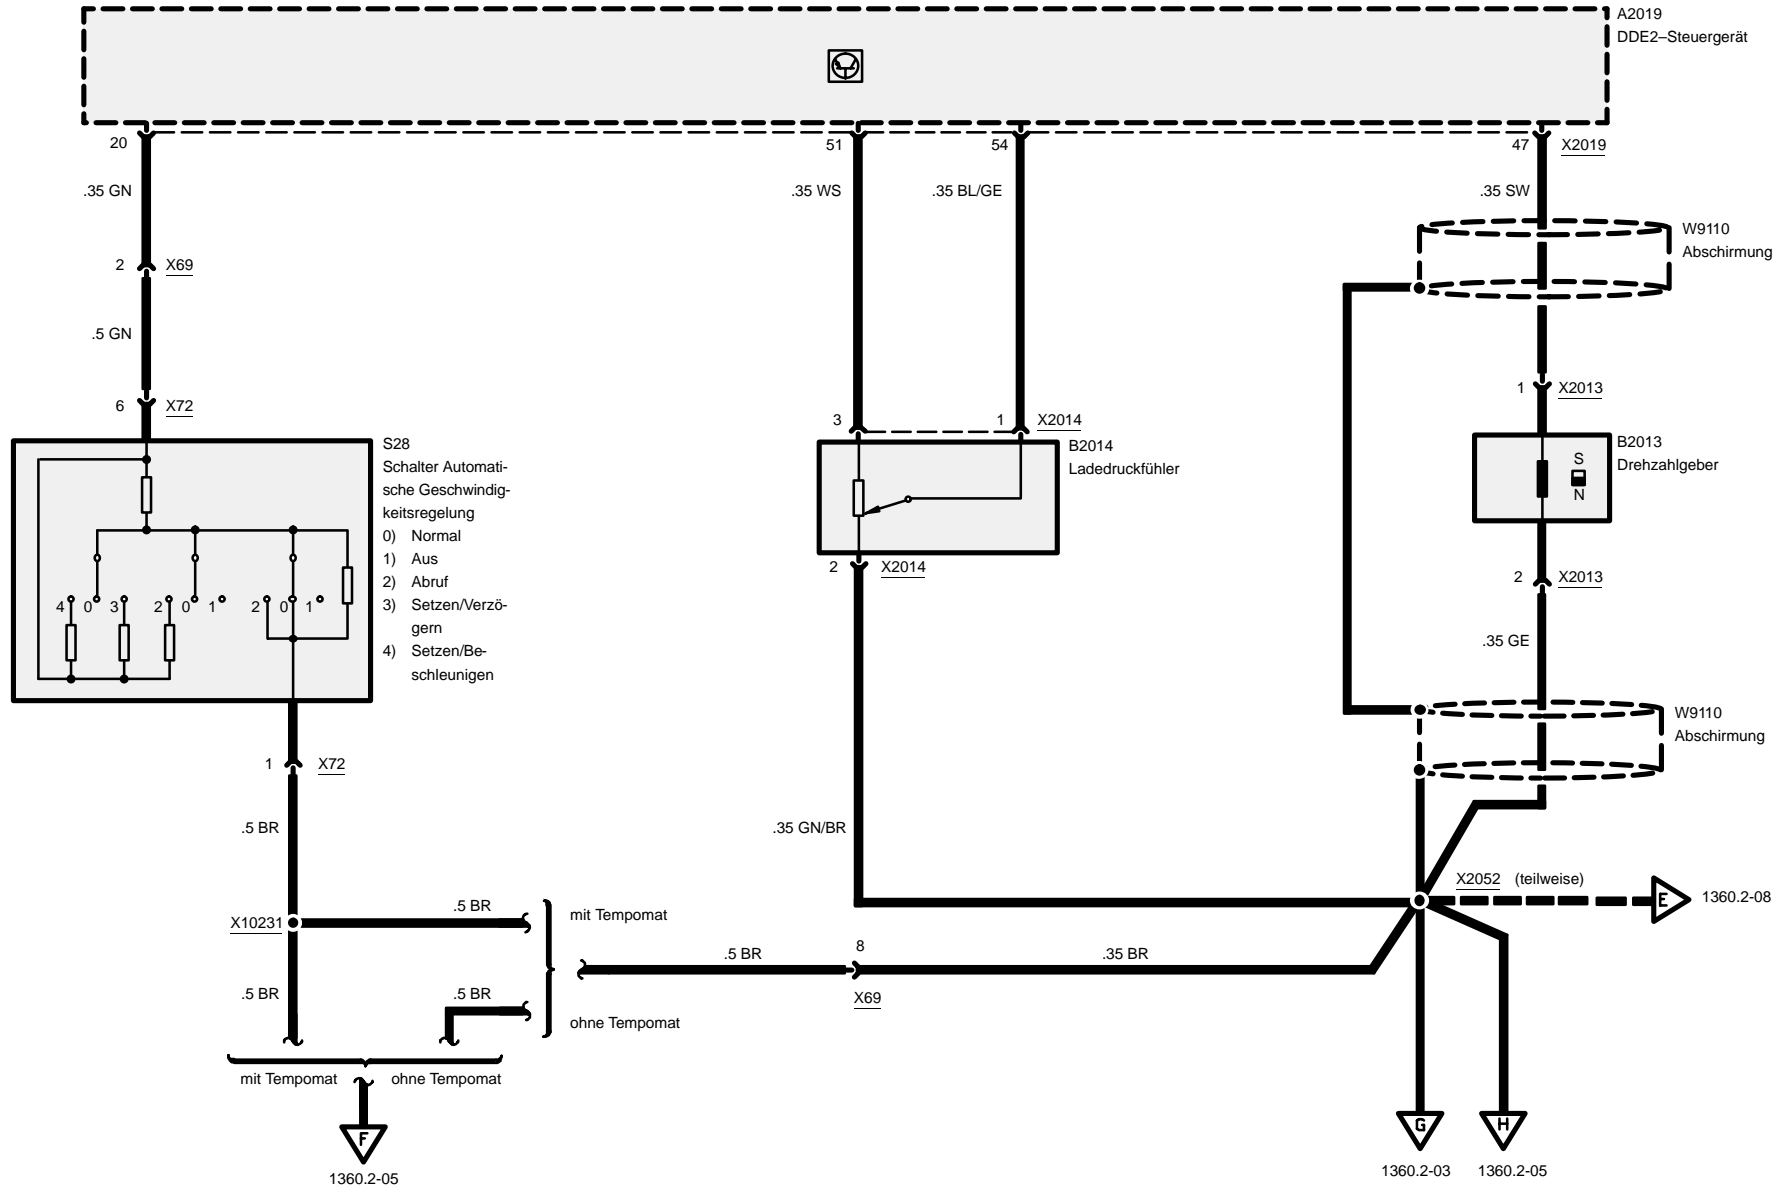 A2019
DDE2–Steuergerät
20
51
54
47
X2019
.35 GN
.35 WS
.35 BL/GE
.35 SW
W9110
Abschirmung
2
X69
.5 GN
1
X2013
6
X72
3
1
X2014
B2014
Ladedruckfühler
B2013
Drehzahlgeber
S
N
S28
Schalter Automati-
sche Geschwindig-
keitsregelung
0) Normal
1) Aus
2) Abruf
3) Setzen/Verzö-
gern
4) Setzen/Be-
schleunigen
4 0 3 2 0 1 2 0 1
2
X2014
2
X2013
.35 GE
W9110
Abschirmung
1
X72
.5 BR
.35 GN/BR
X2052 (teilweise)
E
1360.2-08
X10231
.5 BR
mit Tempomat
.5 BR
8
.35 BR
X69
.5 BR
.5 BR
ohne Tempomat
mit Tempomat
ohne Tempomat
F
1360.2-05
G
H
1360.2-03
1360.2-05